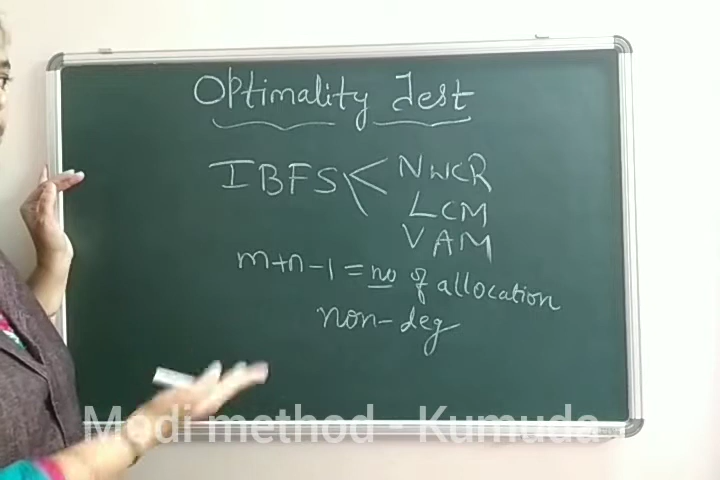 Optimality Test
IBFS < NWCR
LCM
VAM
m+n-1 = no of allocation
non-deg
Modi method - Kumuda